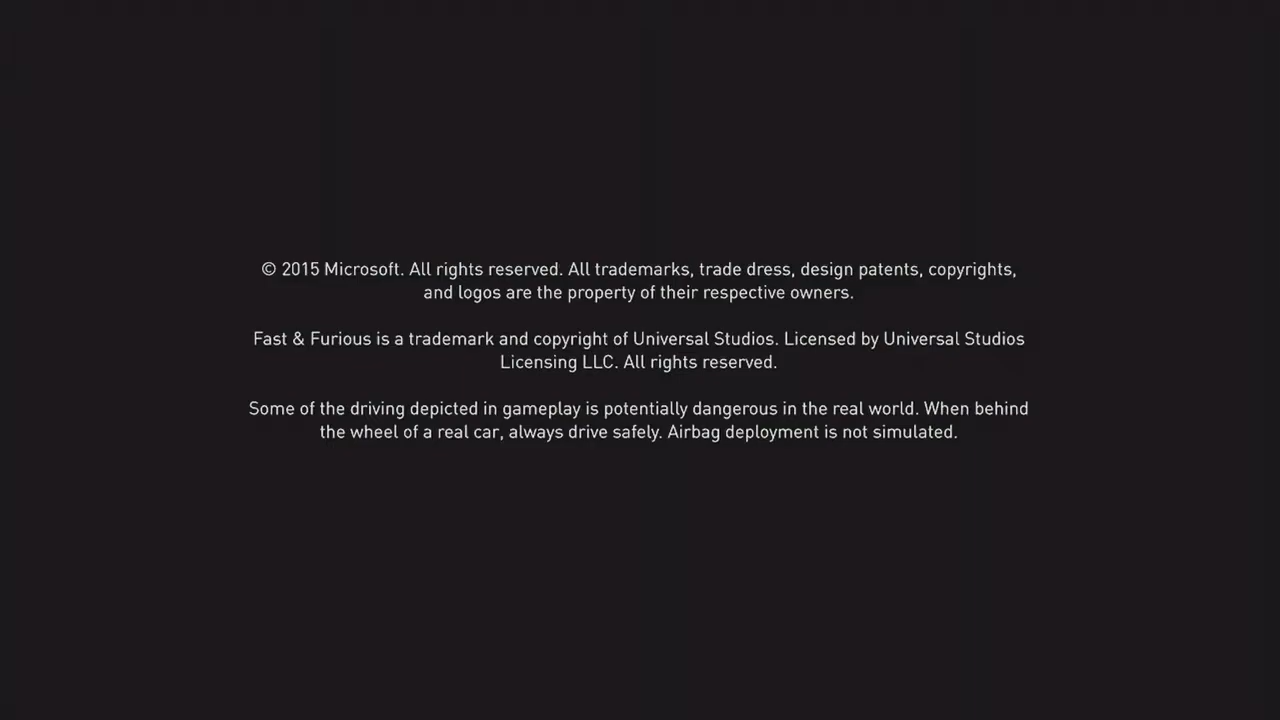 © 2015 Microsoft. All rights reserved. All trademarks, trade dress, design patents, copyrights,
and logos are the property of their respective owners.
Fast & Furious is a trademark and copyright of Universal Studios. Licensed by Universal Studios
Licensing LLC. All rights reserved.
Some of the driving depicted in gameplay is potentially dangerous in the real world. When behind
the wheel of a real car, always drive safely. Airbag deployment is not simulated.